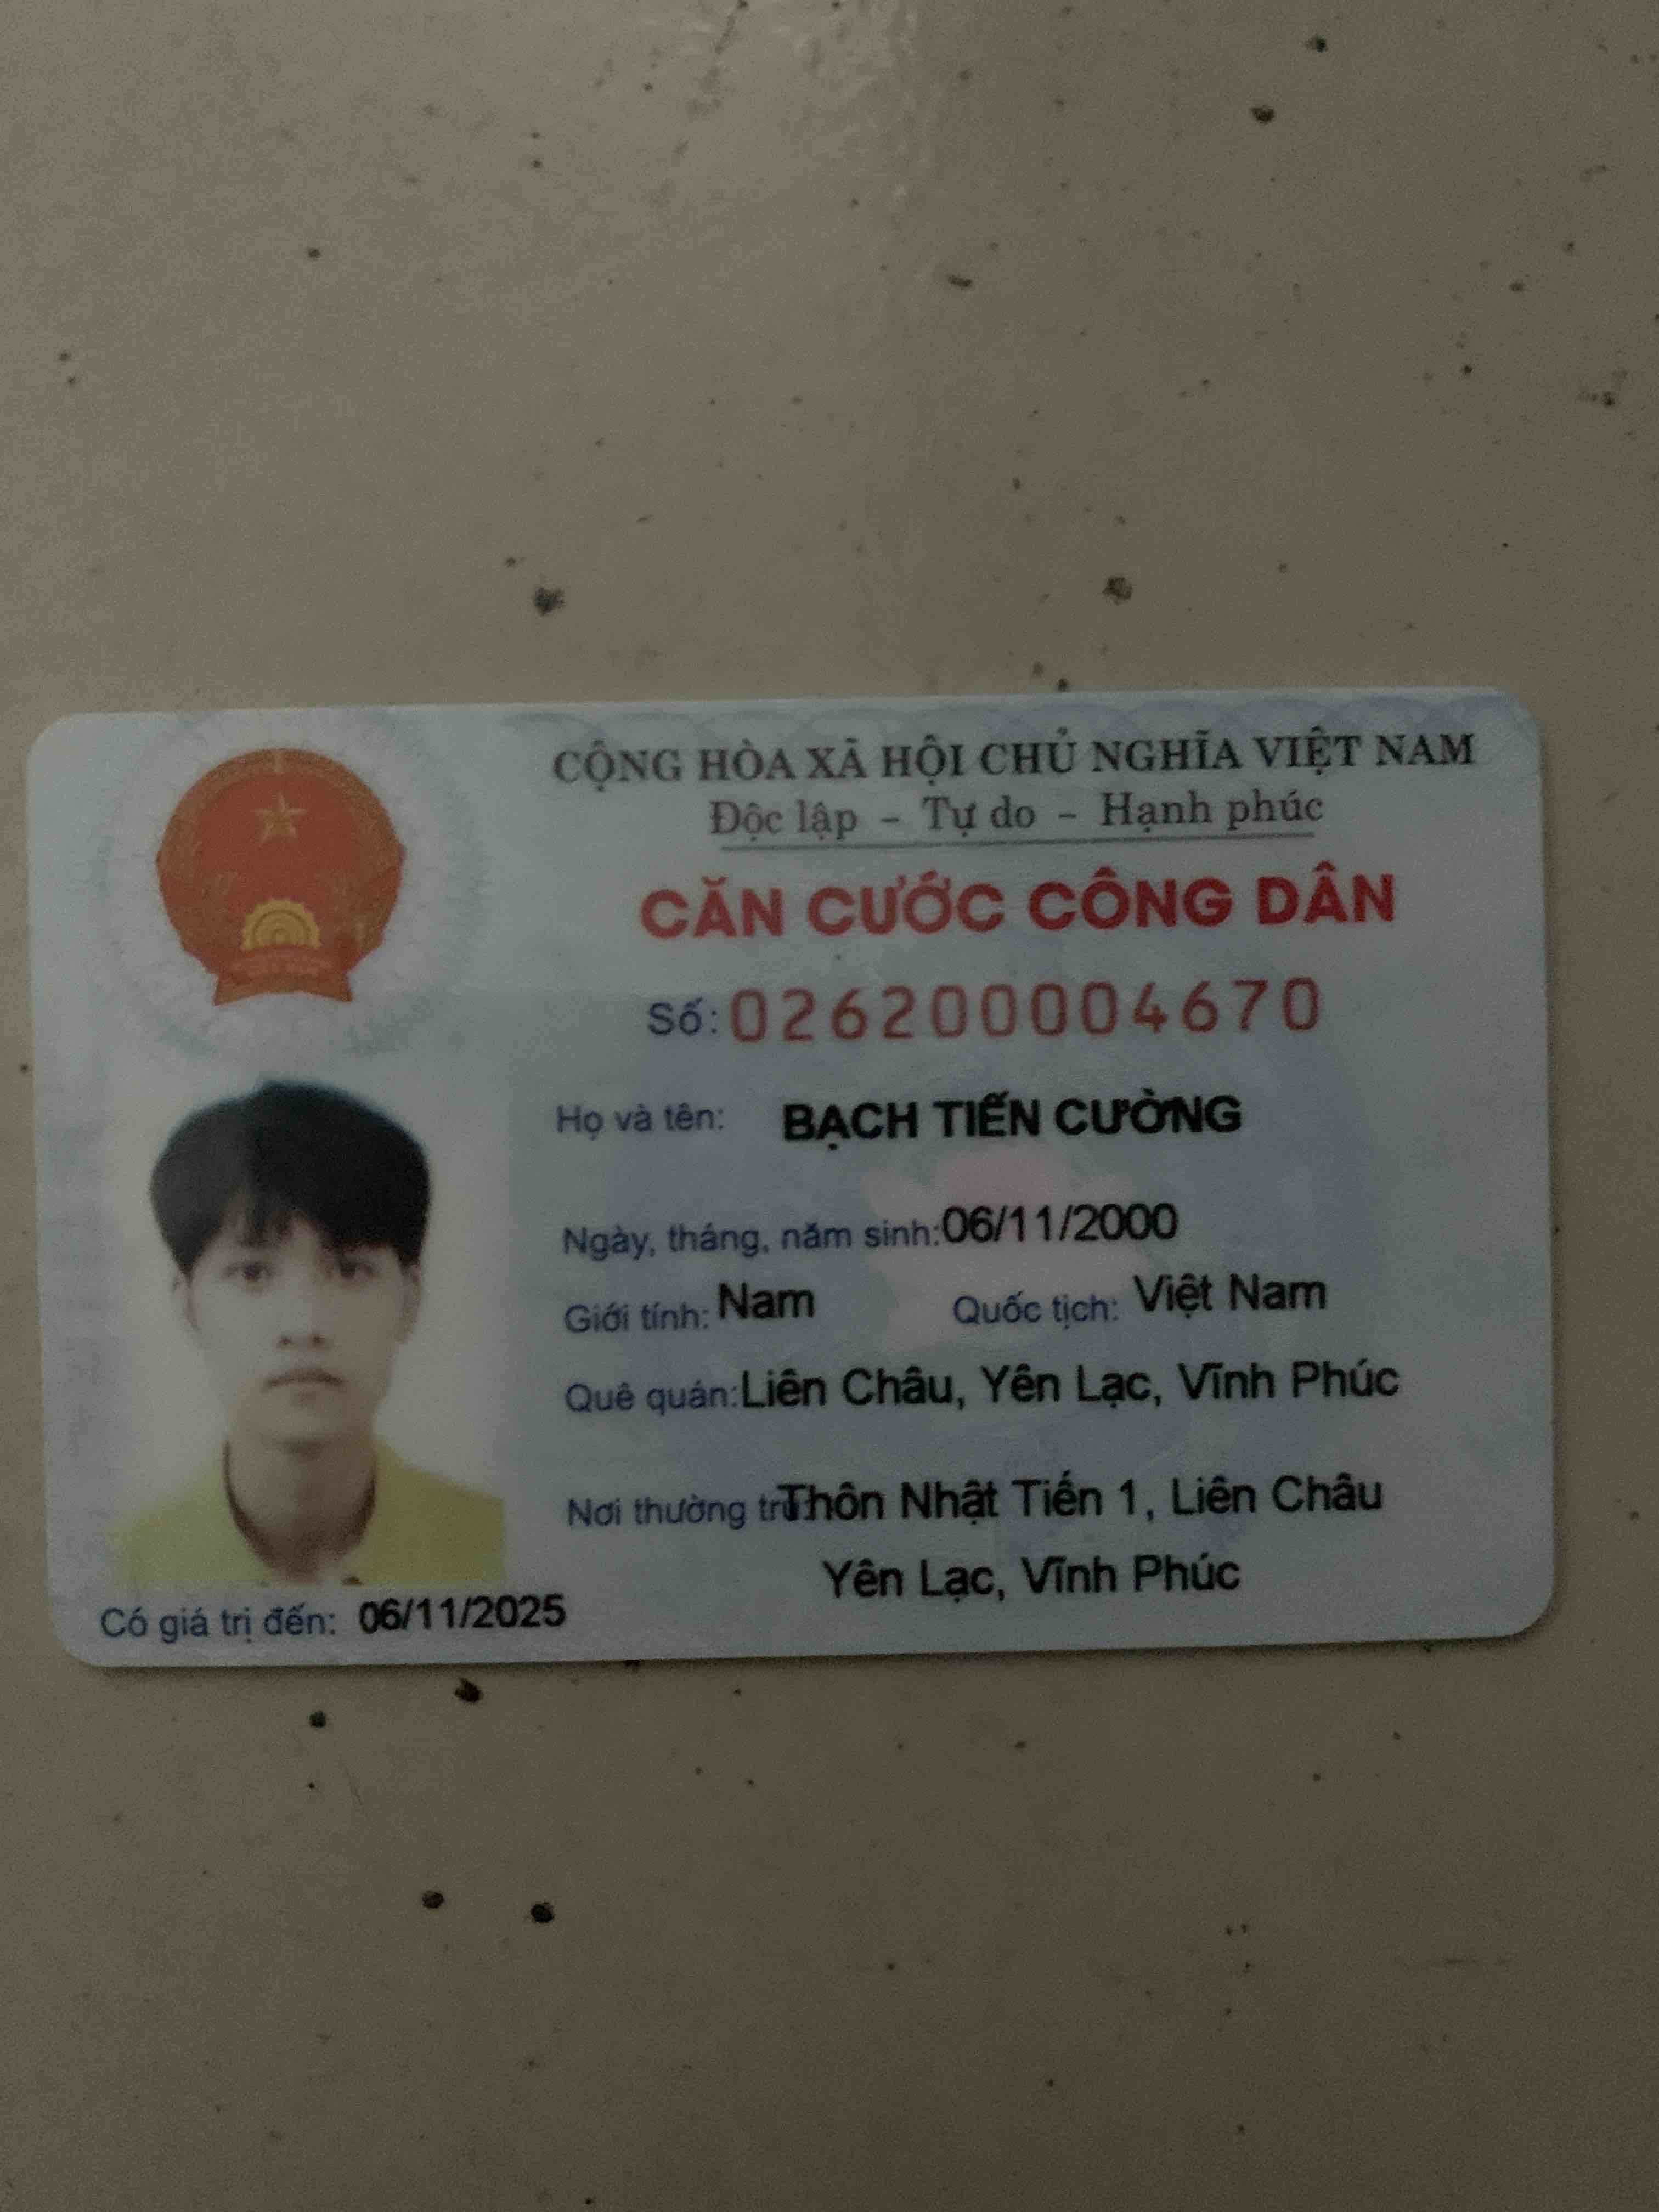 CỘNG HÒA XÃ HỘI CHỦ NGHĨA VIỆT NAM
Độc lập - Tự do - Hạnh phúc
CĂN CƯỚC CÔNG DÂN
Số: 026200004670
Họ và tên: BẠCH TIẾN CƯỜNG
Ngày, tháng, năm sinh: 06/11/2000
Giới tính: Nam Quốc tịch: Việt Nam
Quê quán: Liên Châu, Yên Lạc, Vĩnh Phúc
Nơi thường trú: Thôn Nhật Tiến 1, Liên Châu
Yên Lạc, Vĩnh Phúc
Có giá trị đến: 06/11/2025